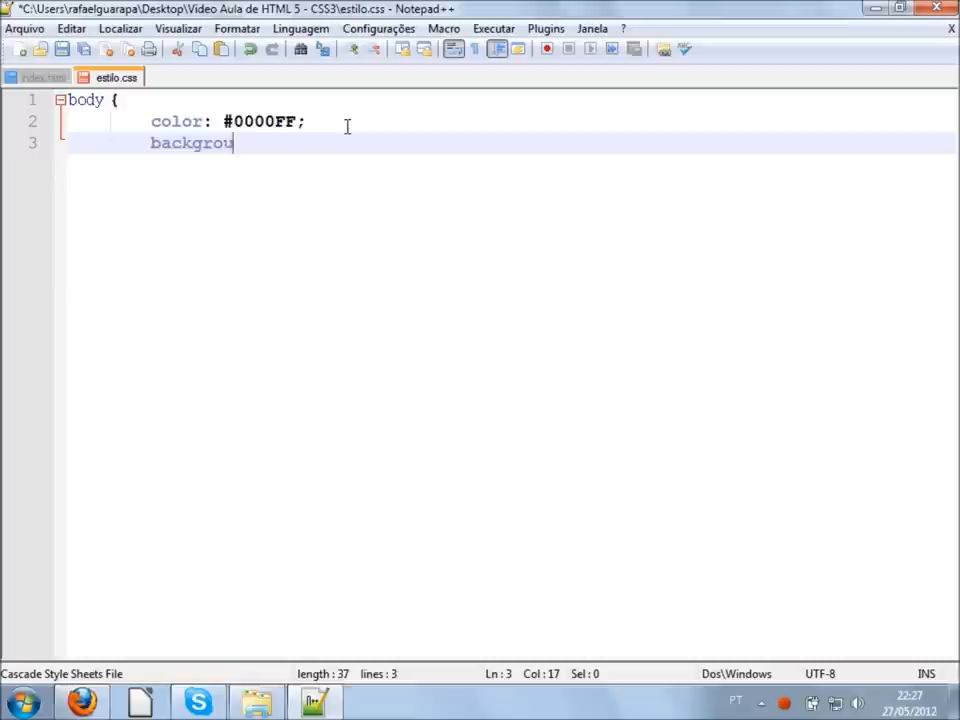 *C:\Users\rafaelguarapa\Desktop\Video Aula de HTML 5 - CSS3\estilo.css - Notepad++
Arquivo Editar Localizar Visualizar Formatar Linguagem Configurações Macro Executar Plugins Janela ? X
index.html estilo.css
1 body {
2 color: #0000FF;
3 backgrou
Cascade Style Sheets File length : 37 lines : 3 Ln : 3 Col : 17 Sel : 0 Dos\Windows UTF-8 INS
PT 22:27
27/05/2012